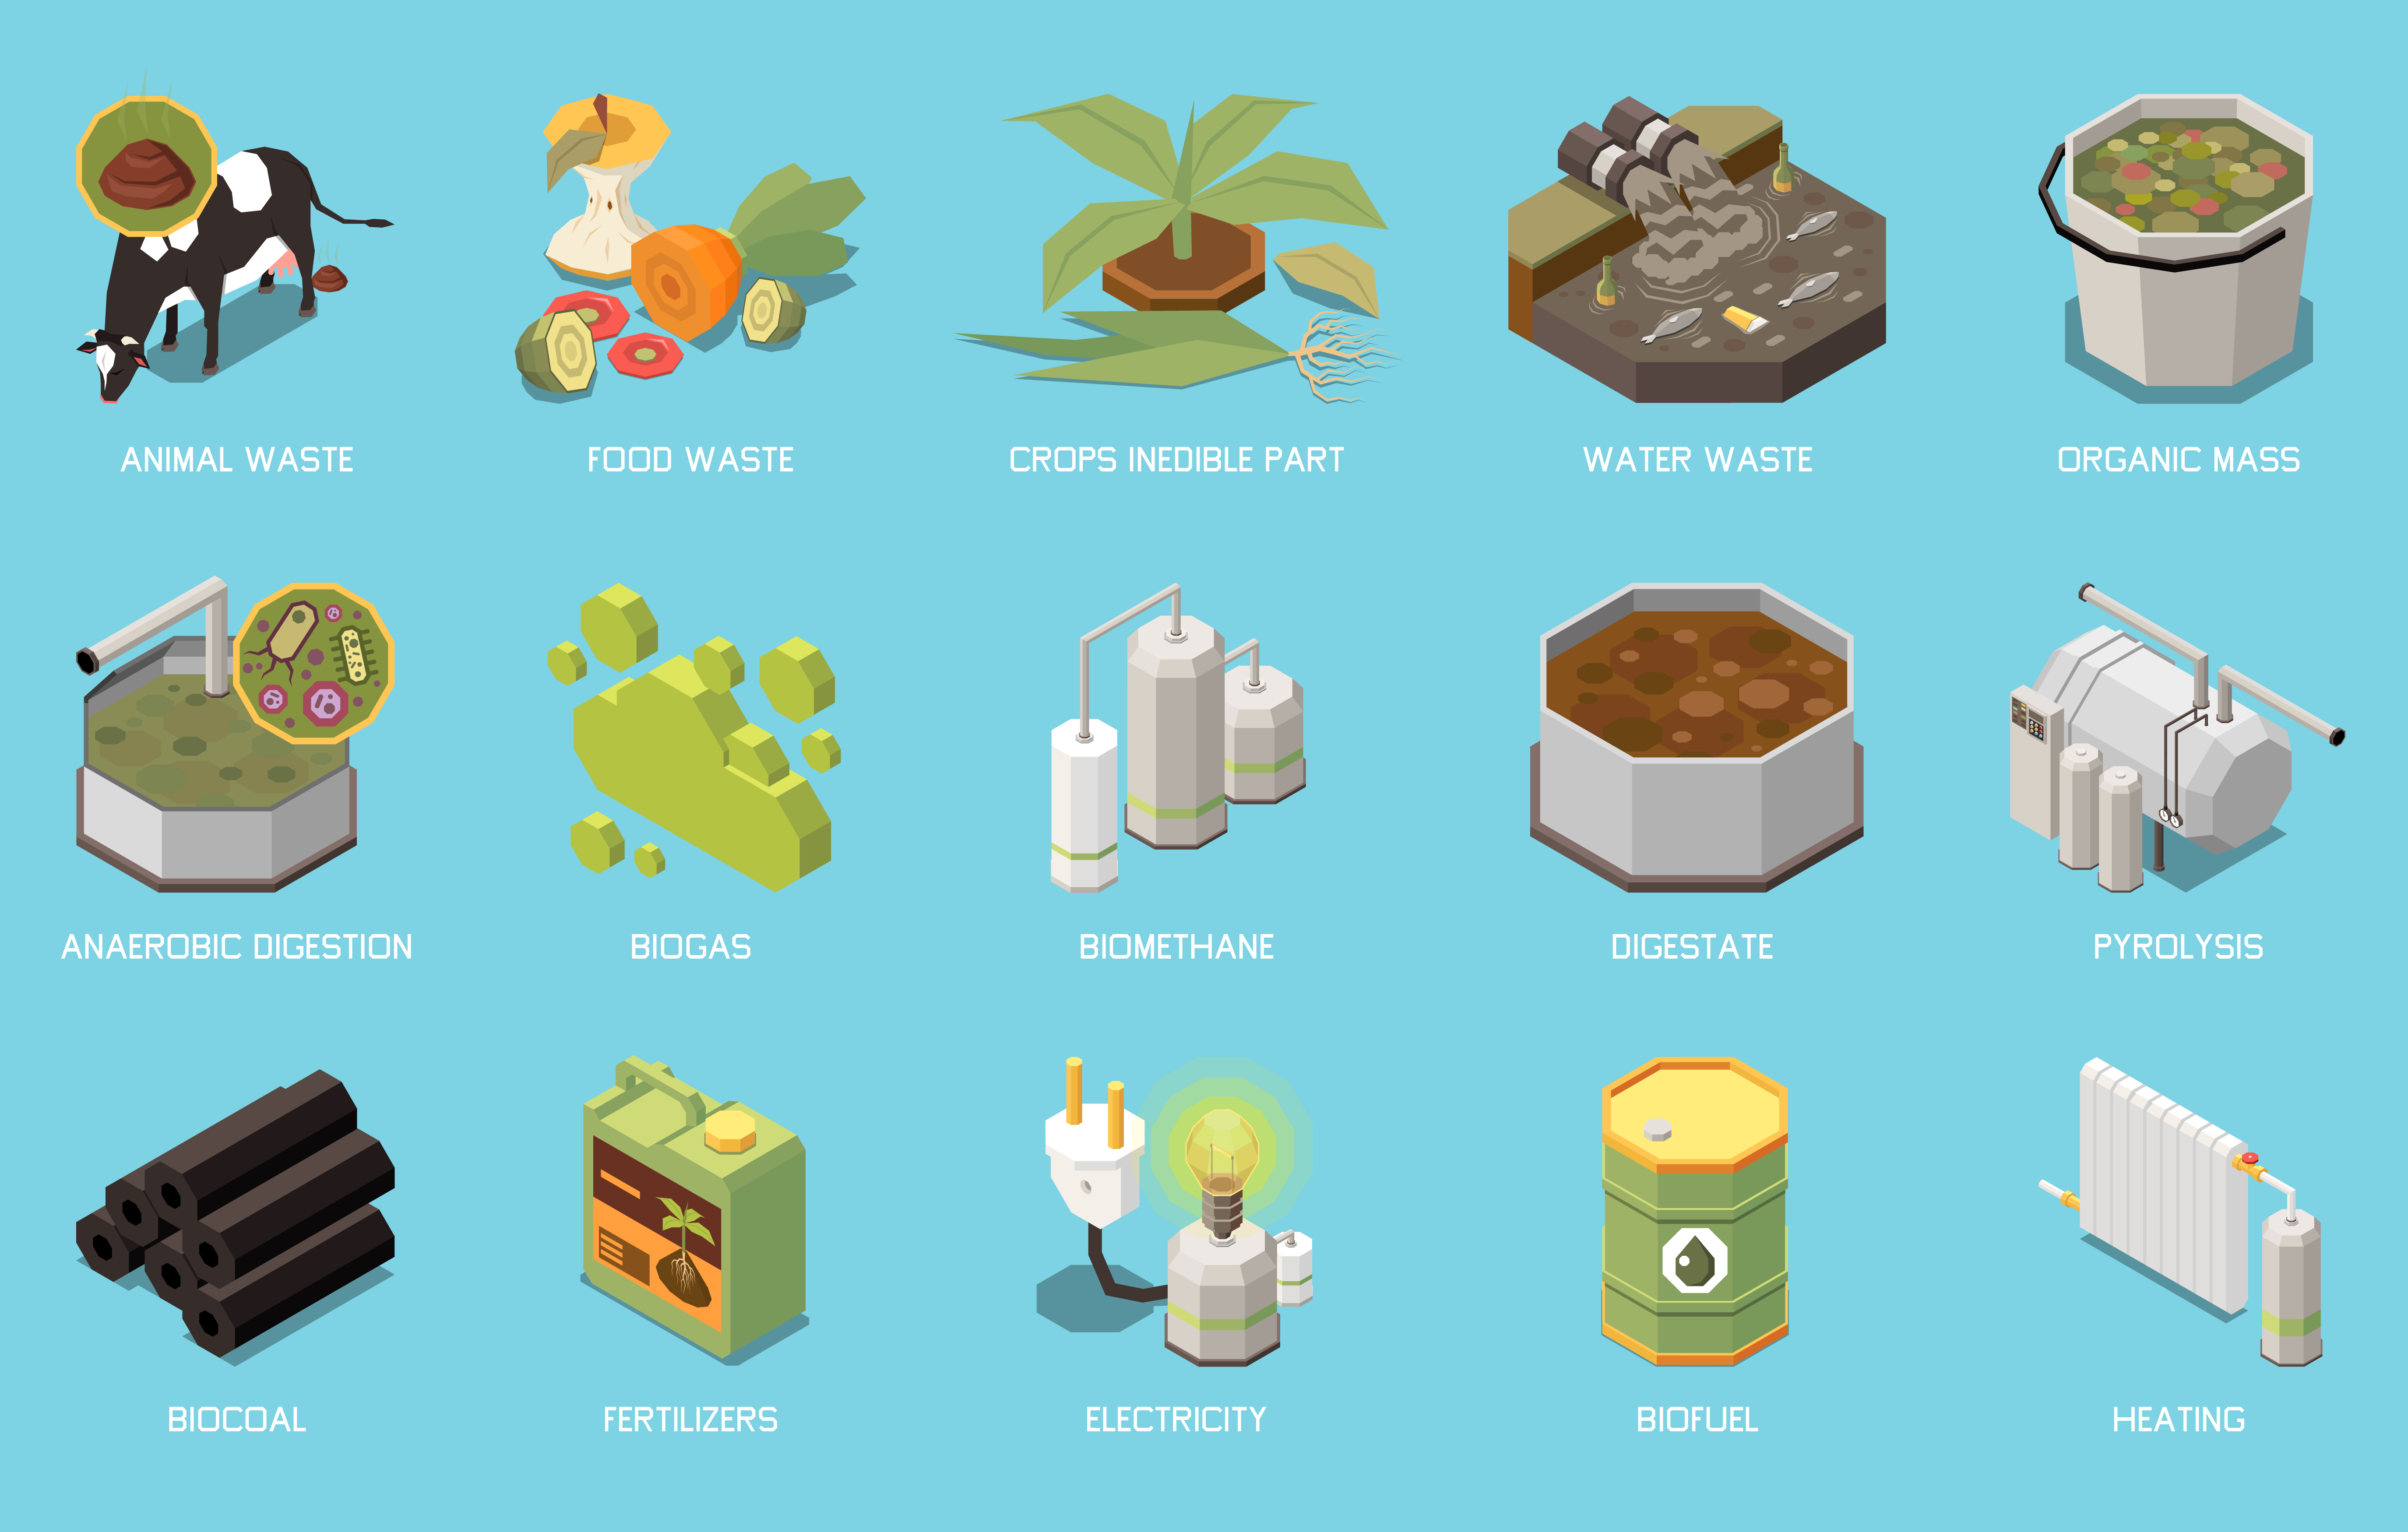 ANIMAL WASTE
FOOD WASTE
CROPS INEDIBLE PART
WATER WASTE
ORGANIC MASS
ANAEROBIC DIGESTION
BIOGAS
BIOMETHANE
DIGESTATE
PYROLYSIS
BIOCOAL
FERTILIZERS
ELECTRICITY
BIOFUEL
HEATING